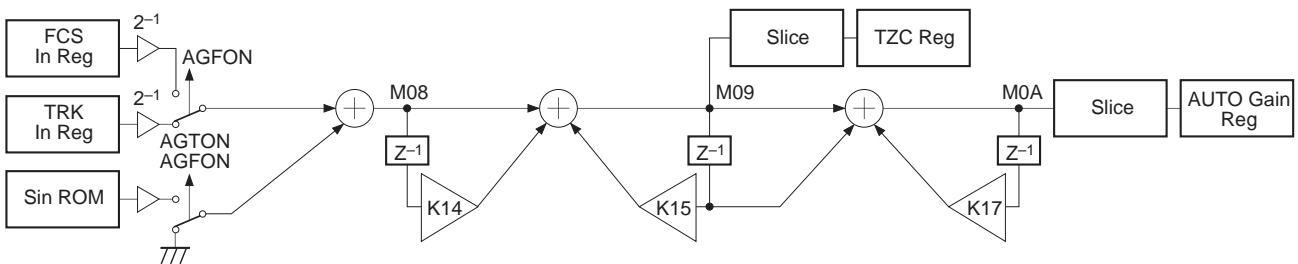 FCS
In Reg
2–1
AGFON
TRK
In Reg
2–1
AGTON
AGFON
Sin ROM
M08
Z–1
K14
Slice
TZC Reg
M09
Z–1
K15
M0A
Z–1
K17
Slice
AUTO Gain
Reg